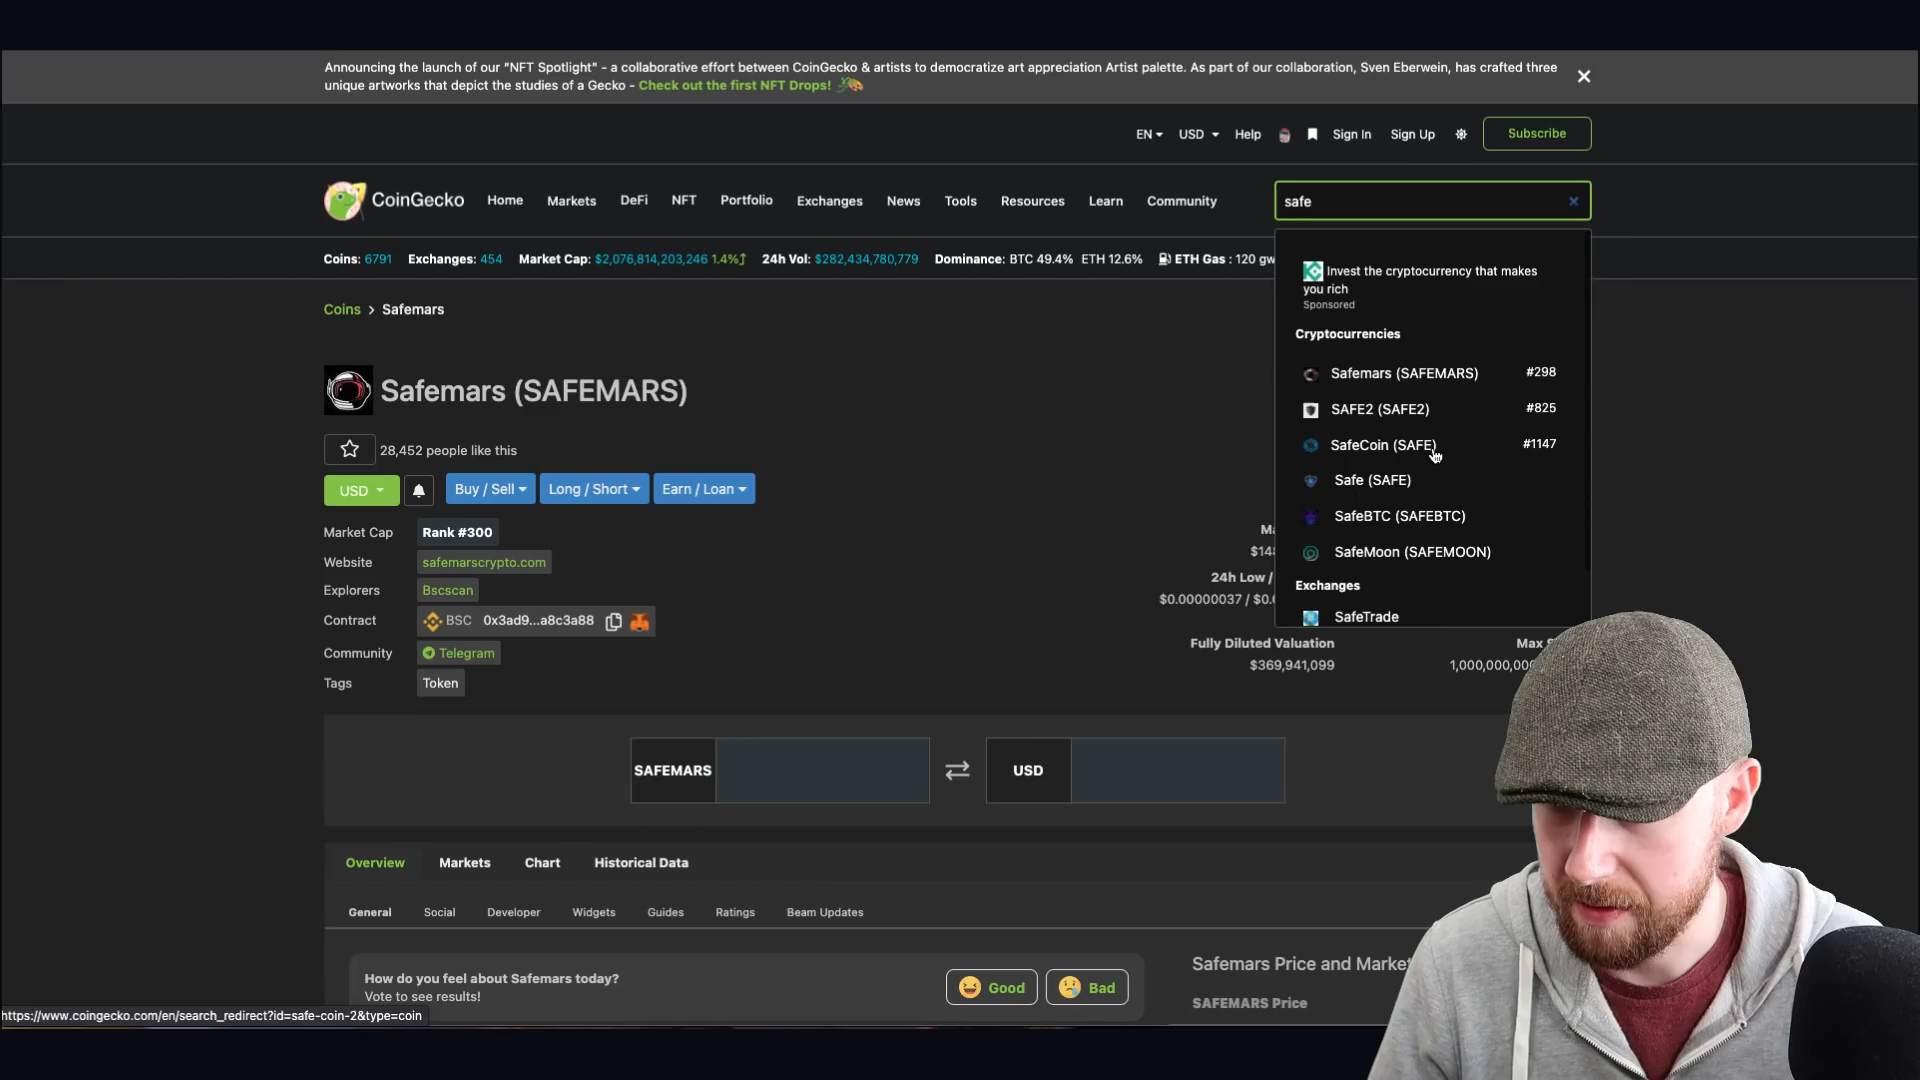 Announcing the launch of our "NFT Spotlight" - a collaborative effort between CoinGecko & artists to democratize art appreciation Artist palette. As part of our collaboration, Sven Eberwein, has crafted three
unique artworks that depict the studies of a Gecko - Check out the first NFT Drops!
EN USD Help Sign In Sign Up Subscribe
CoinGecko Home Markets DeFi NFT Portfolio Exchanges News Tools Resources Learn Community safe
Coins: 6791 Exchanges: 454 Market Cap: $2,076,814,203,246 1.4% 24h Vol: $282,434,780,779 Dominance: BTC 49.4% ETH 12.6% ETH Gas : 120 gw
Invest the cryptocurrency that makes
you rich
Sponsored
Cryptocurrencies
Safemars (SAFEMARS) #298
SAFE2 (SAFE2) #825
SafeCoin (SAFE) #1147
Safe (SAFE)
SafeBTC (SAFEBTC)
SafeMoon (SAFEMOON)
Exchanges
SafeTrade
Coins > Safemars
Safemars (SAFEMARS)
28,452 people like this
USD Buy / Sell Long / Short Earn / Loan
Market Cap Rank #300
Website safemarscrypto.com
Explorers Bscscan
Contract BSC 0x3ad9...a8c3a88
Community Telegram
Tags Token
24h Low /
$0.00000037 /
Fully Diluted Valuation Max
$369,941,099
SAFEMARS USD
Overview Markets Chart Historical Data
General Social Developer Widgets Guides Ratings Beam Updates
How do you feel about Safemars today?
Vote to see results!
Good Bad
Safemars Price and Market
SAFEMARS Price
https://www.coingecko.com/en/search_redirect?id=safe-coin-2&type=coin